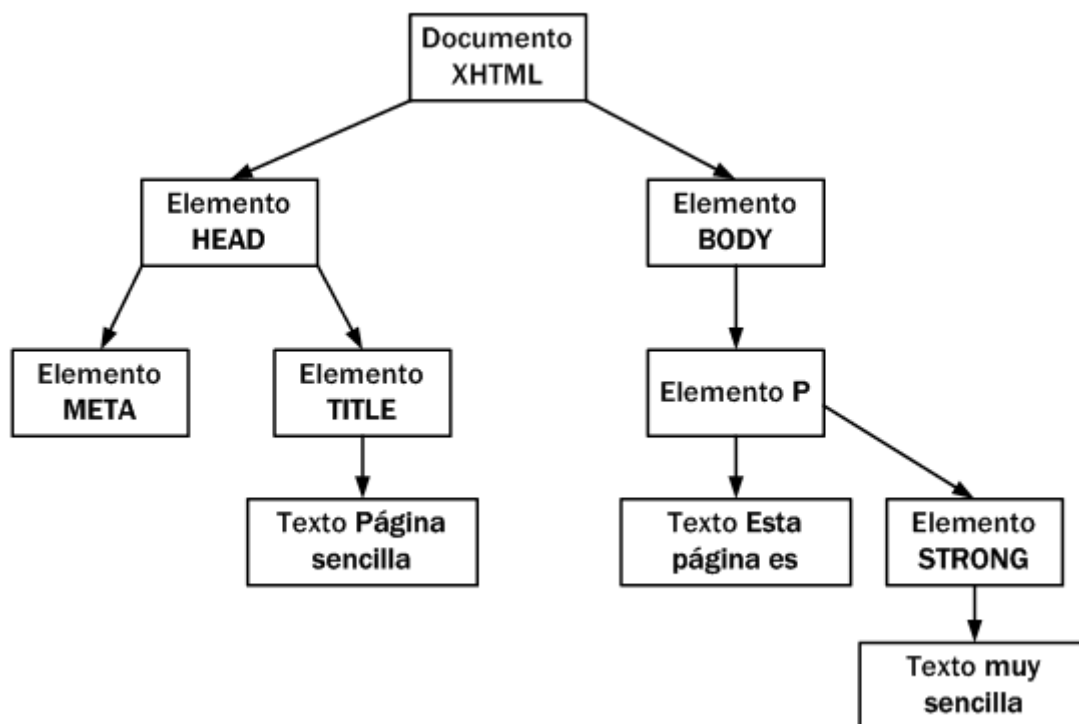 Documento
XHTML
Elemento
HEAD
Elemento
BODY
Elemento
META
Elemento
TITLE
Elemento P
Texto Página
sencilla
Texto Esta
página es
Elemento
STRONG
Texto muy
sencilla